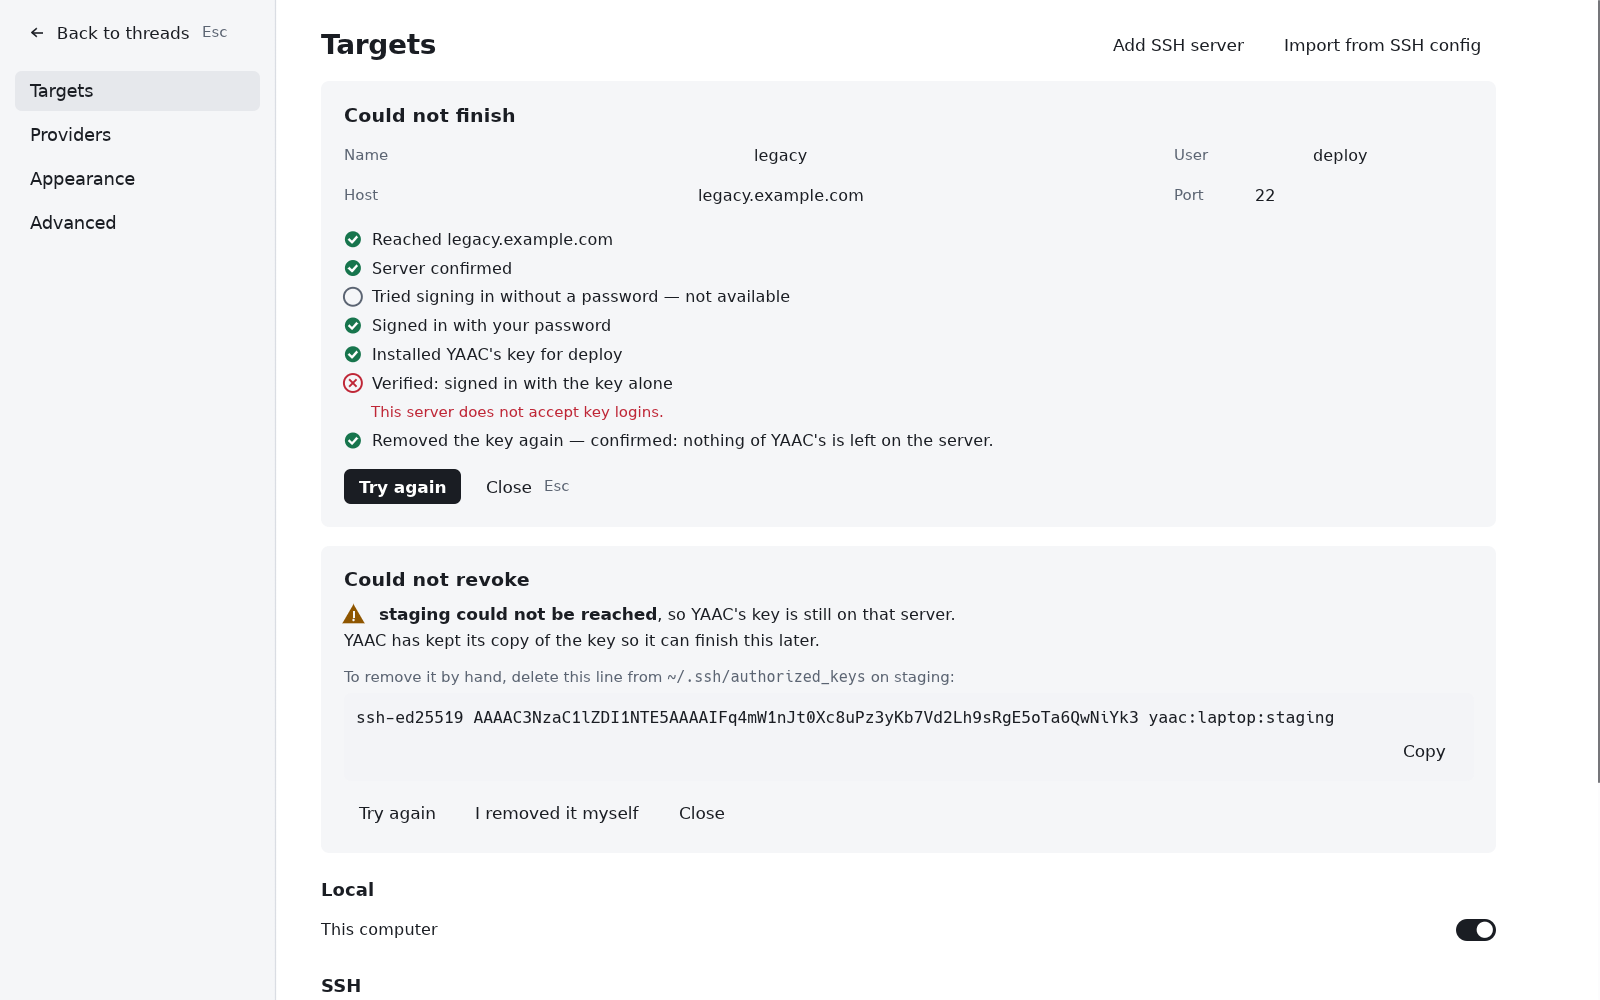 Back to threads Esc
Targets
Providers
Appearance
Advanced
Targets
Add SSH server
Import from SSH config
Could not finish
Name legacy User deploy
Host legacy.example.com Port 22
Reached legacy.example.com
Server confirmed
Tried signing in without a password — not available
Signed in with your password
Installed YAAC's key for deploy
Verified: signed in with the key alone
This server does not accept key logins.
Removed the key again — confirmed: nothing of YAAC's is left on the server.
Try again Close Esc
Could not revoke
staging could not be reached, so YAAC's key is still on that server.
YAAC has kept its copy of the key so it can finish this later.
To remove it by hand, delete this line from ~/.ssh/authorized_keys on staging:
ssh-ed25519 AAAAC3NzaC1lZDI1NTE5AAAAIFq4mW1nJt0Xc8uPz3yKb7Vd2Lh9sRgE5oTa6QwNiYk3 yaac:laptop:staging
Copy
Try again I removed it myself Close
Local
This computer
SSH